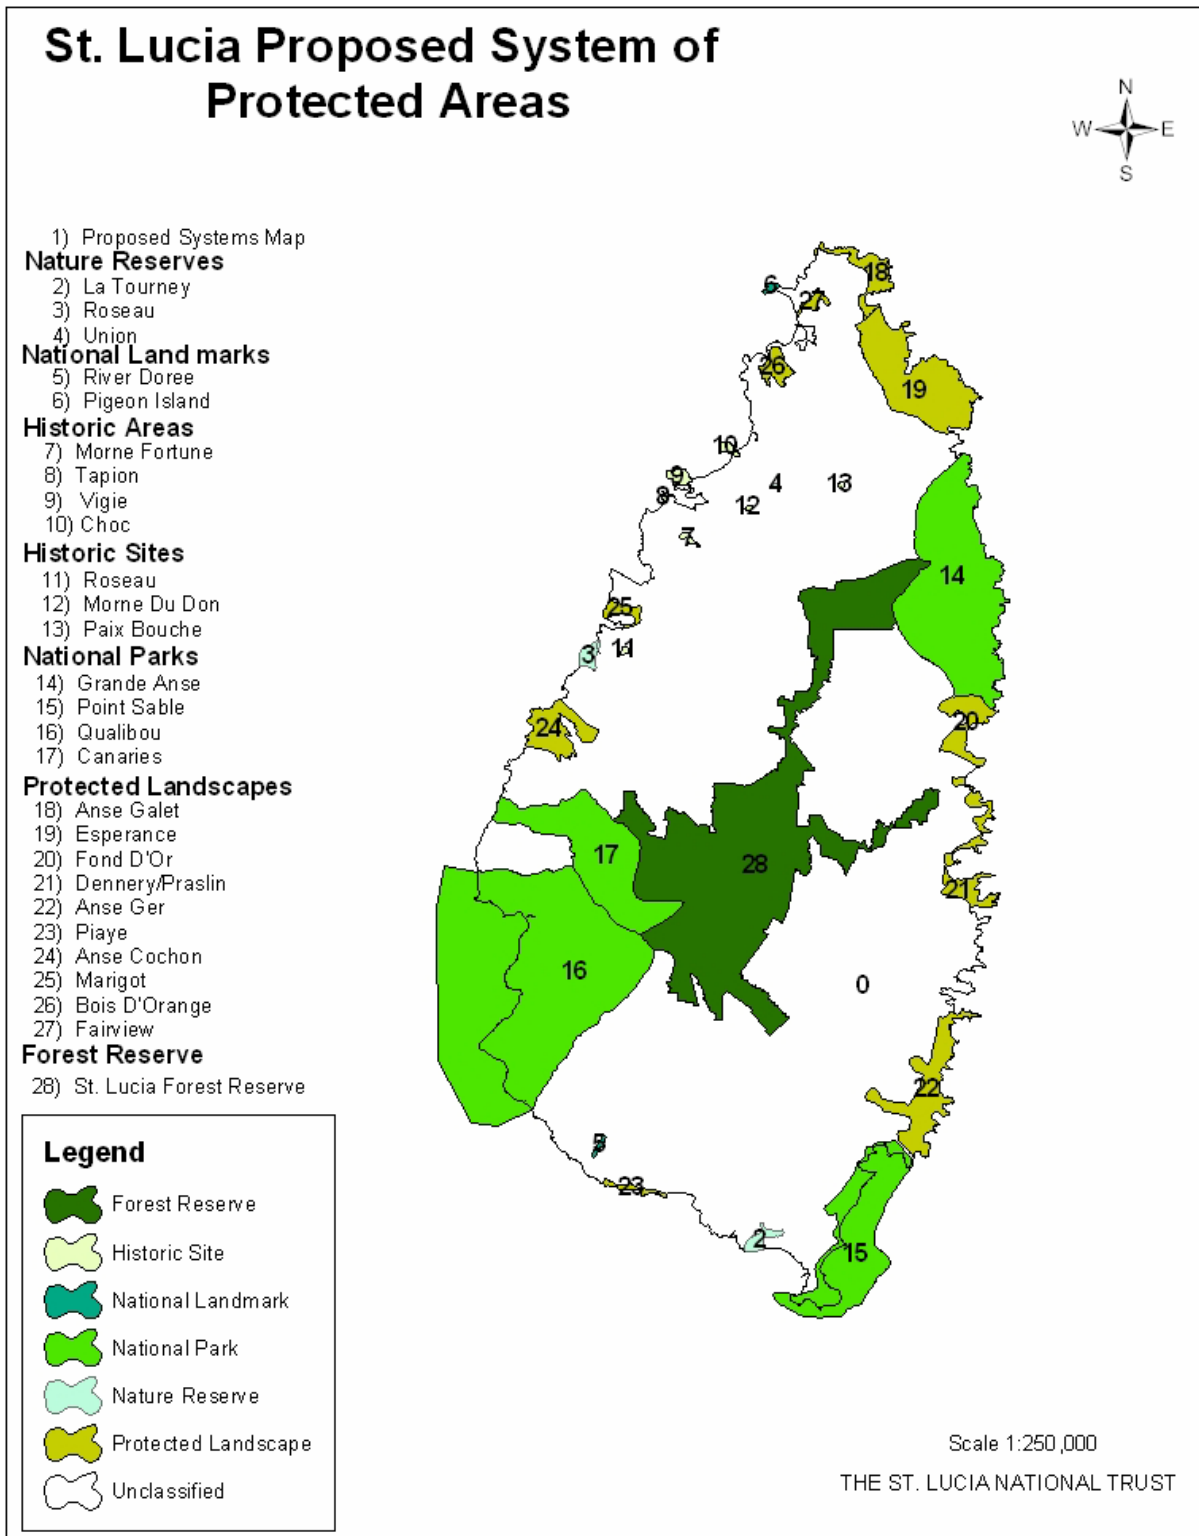 St. Lucia Proposed System of
Protected Areas
N
W E
S
1) Proposed Systems Map
Nature Reserves
2) La Tourney
3) Roseau
4) Union
National Land marks
5) River Doree
6) Pigeon Island
Historic Areas
7) Morne Fortune
8) Tapion
9) Vigie
10) Choc
Historic Sites
11) Roseau
12) Morne Du Don
13) Paix Bouche
National Parks
14) Grande Anse
15) Point Sable
16) Qualibou
17) Canaries
Protected Landscapes
18) Anse Galet
19) Esperance
20) Fond D'Or
21) Dennery/Praslin
22) Anse Ger
23) Piaye
24) Anse Cochon
25) Marigot
26) Bois D'Orange
27) Fairview
Forest Reserve
28) St. Lucia Forest Reserve
18
6
27
26
19
10
9
4
13
8
12
7
14
25
11
3
20
24
17
28
21
16
0
22
5
23
2
15
Legend
Forest Reserve
Historic Site
National Landmark
National Park
Nature Reserve
Protected Landscape
Unclassified
Scale 1:250,000
THE ST. LUCIA NATIONAL TRUST